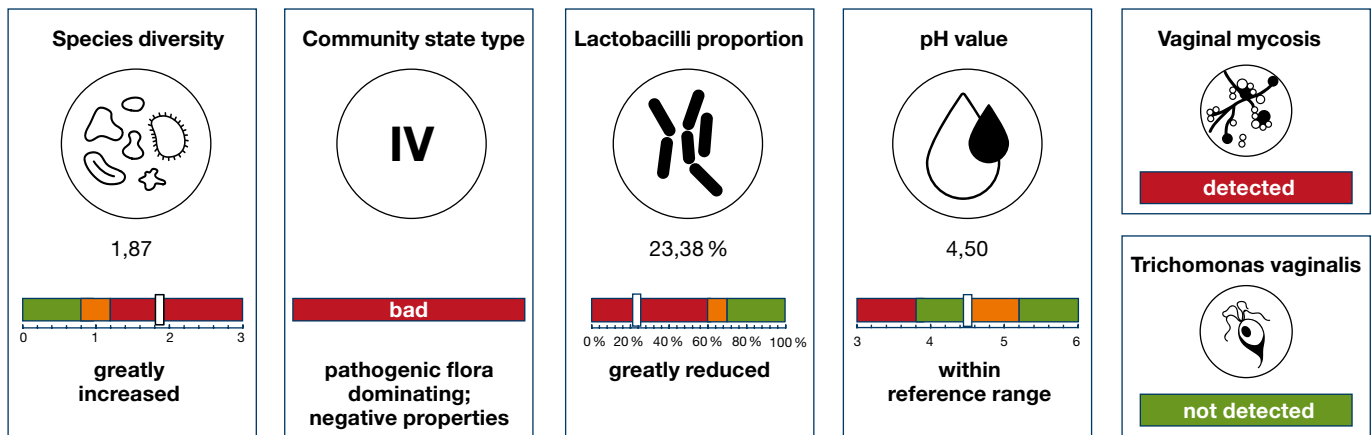 Species diversity
1,87
0 1 2 3
greatly
increased
Community state type
IV
bad
pathogenic flora
dominating;
negative properties
Lactobacilli proportion
23,38 %
0 % 20 % 40 % 60 % 80 % 100 %
greatly reduced
pH value
4,50
3 4 5 6
within
reference range
Vaginal mycosis
detected
Trichomonas vaginalis
not detected